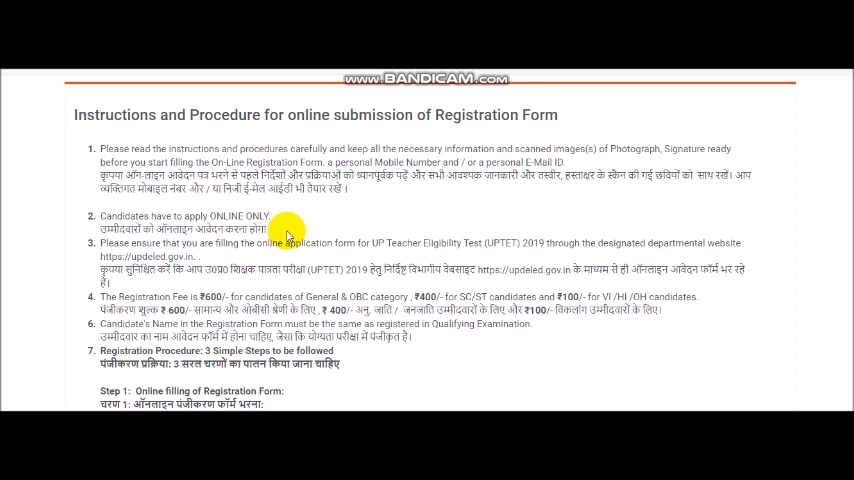 www.BANDICAM.com
Instructions and Procedure for online submission of Registration Form
1. Please read the instructions and procedures carefully and keep all the necessary information and scanned images(s) of Photograph, Signature ready
before you start filling the On-Line Registration Form. a personal Mobile Number and / or a personal E-Mail ID.
कृपया ऑन-लाइन आवेदन पत्र भरने से पहले निर्देशों और प्रक्रियाओं को ध्यानपूर्वक पढ़ें और सभी आवश्यक जानकारी और तस्वीर, हस्ताक्षर के स्कैन की गई छवियों को साथ रखें। आप
व्यक्तिगत मोबाइल नंबर और / या निजी ई-मेल आईडी भी तैयार रखें ।
2. Candidates have to apply ONLINE ONLY.
उम्मीदवारों को ऑनलाइन आवेदन करना होगा
3. Please ensure that you are filling the online application form for UP Teacher Eligibility Test (UPTET) 2019 through the designated departmental website
https://updeled.gov.in. .
कृपया सुनिश्चित करें कि आप उ0प्र0 शिक्षक पात्रता परीक्षा (UPTET) 2019 हेतु निर्दिष्ट विभागीय वेबसाइट https://updeled.gov.in के माध्यम से ही ऑनलाइन आवेदन फॉर्म भर रहे
हैं।
4. The Registration Fee is ₹600/- for candidates of General & OBC category , ₹400/- for SC/ST candidates and ₹100/- for VI /HI /OH candidates.
पंजीकरण शुल्क ₹ 600/- सामान्य और ओबीसी श्रेणी के लिए, ₹ 400/- अनु. जाति / जनजाति उम्मीदवारों के लिए और ₹100/- विकलांग उम्मीदवारों के लिए।
6. Candidate's Name in the Registration Form must be the same as registered in Qualifying Examination.
उम्मीदवार का नाम आवेदन फॉर्म में होना चाहिए, जैसा कि योग्यता परीक्षा में पंजीकृत है।
7. Registration Procedure: 3 Simple Steps to be followed
पंजीकरण प्रक्रिया: 3 सरल चरणों का पालन किया जाना चाहिए
Step 1: Online filling of Registration Form:
चरण 1: ऑनलाइन पंजीकरण फॉर्म भरना: